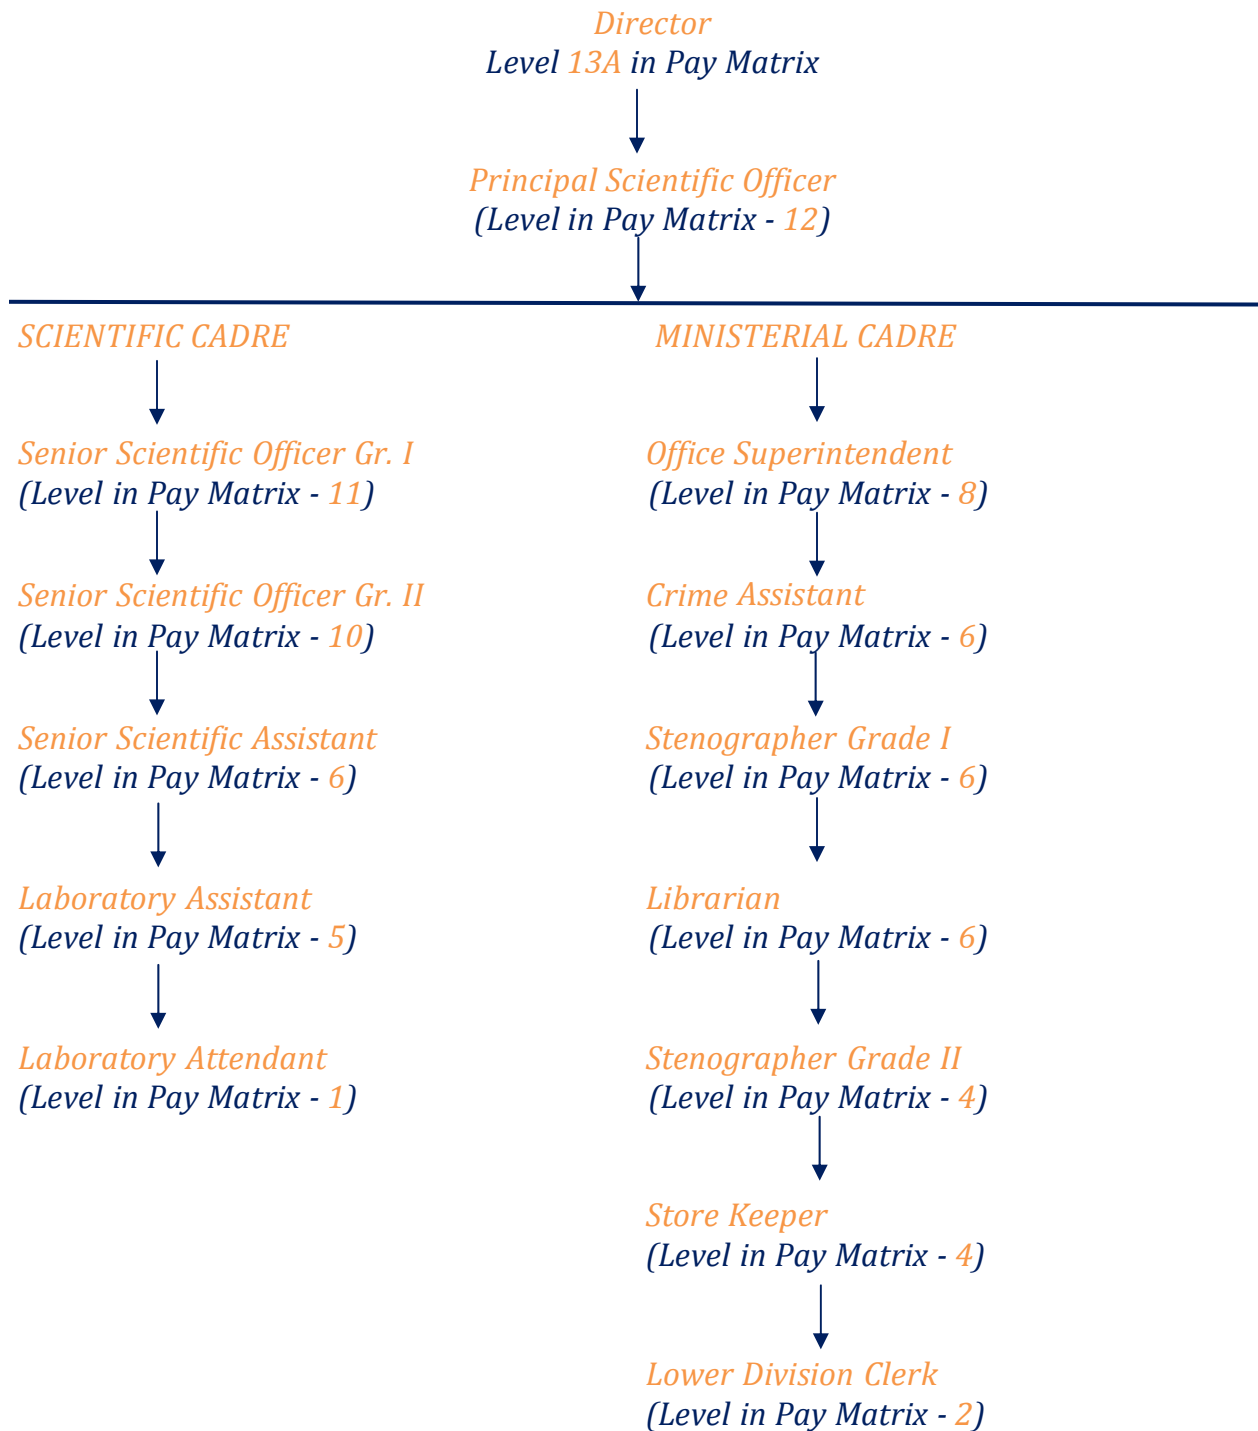 Director
Level 13A in Pay Matrix
Principal Scientific Officer
(Level in Pay Matrix - 12)
SCIENTIFIC CADRE
Senior Scientific Officer Gr. I
(Level in Pay Matrix - 11)
Senior Scientific Officer Gr. II
(Level in Pay Matrix - 10)
Senior Scientific Assistant
(Level in Pay Matrix - 6)
Laboratory Assistant
(Level in Pay Matrix - 5)
Laboratory Attendant
(Level in Pay Matrix - 1)
MINISTERIAL CADRE
Office Superintendent
(Level in Pay Matrix - 8)
Crime Assistant
(Level in Pay Matrix - 6)
Stenographer Grade I
(Level in Pay Matrix - 6)
Librarian
(Level in Pay Matrix - 6)
Stenographer Grade II
(Level in Pay Matrix - 4)
Store Keeper
(Level in Pay Matrix - 4)
Lower Division Clerk
(Level in Pay Matrix - 2)